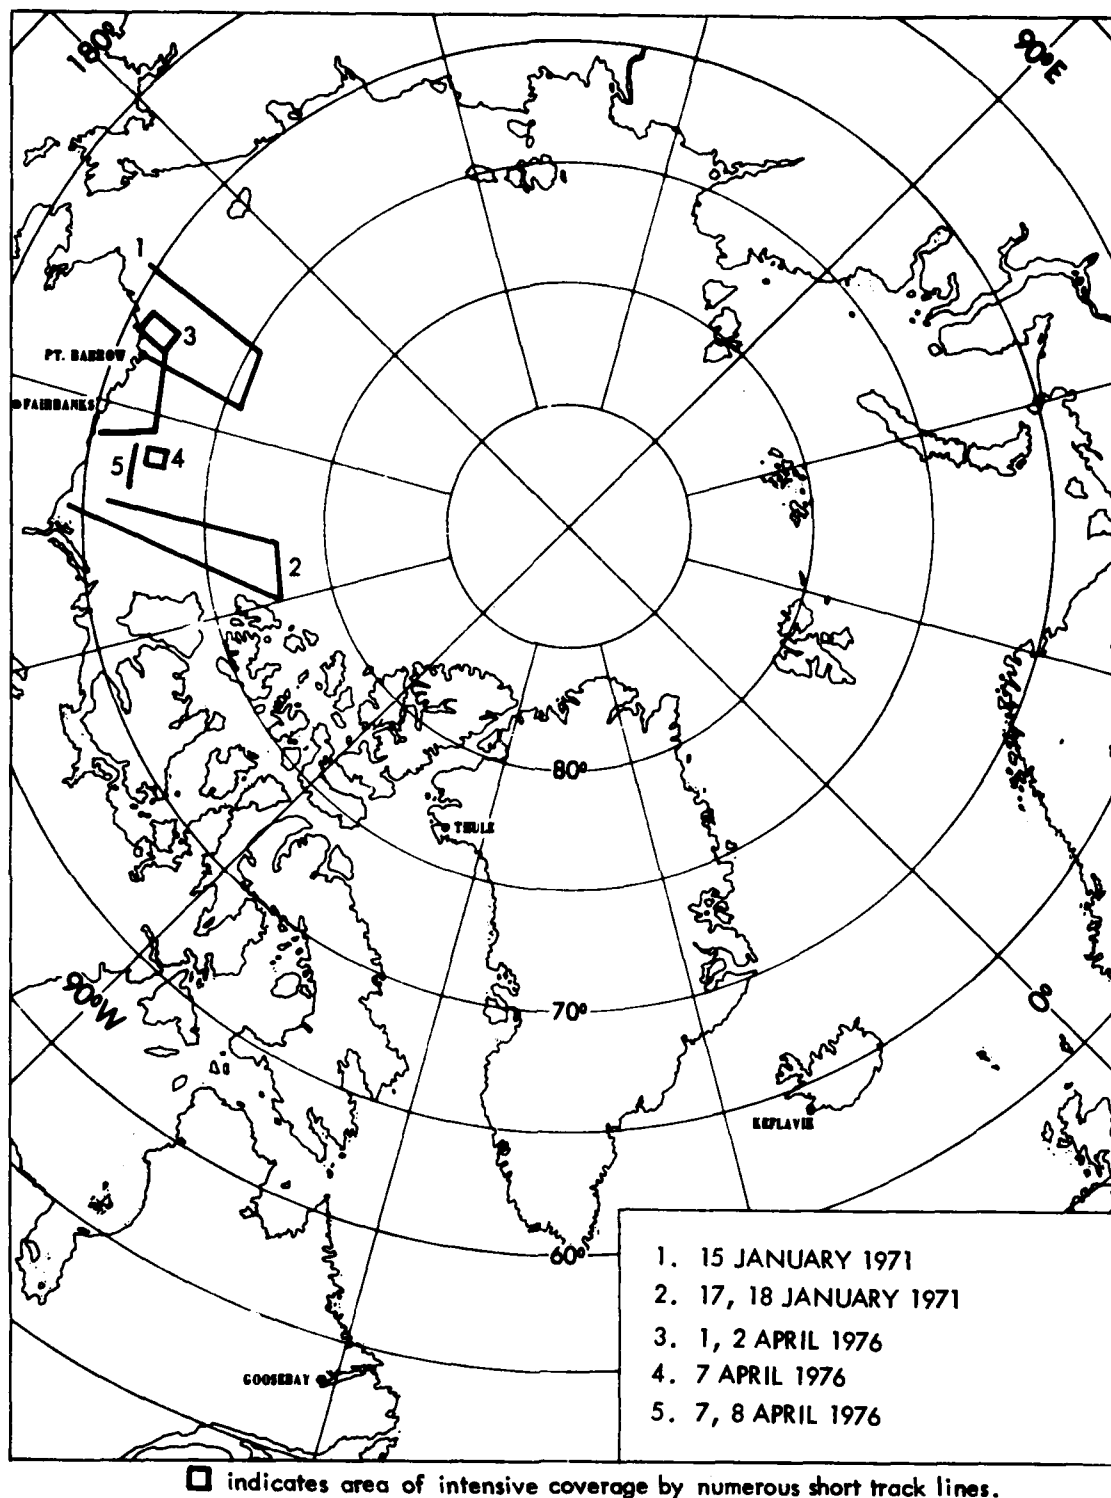 180°
90°E
1
3
PT. BARROW
FAIRBANKS
5
4
2
80°
THULE
90°W
70°
0°
KEFLAVIK
60°
GOOSEBAY
1. 15 JANUARY 1971
2. 17, 18 JANUARY 1971
3. 1, 2 APRIL 1976
4. 7 APRIL 1976
5. 7, 8 APRIL 1976
indicates area of intensive coverage by numerous short track lines.